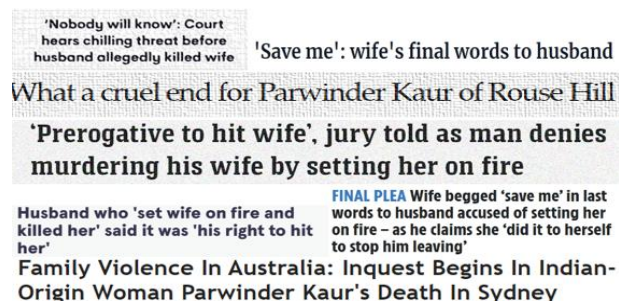 'Nobody will know': Court
hears chilling threat before
husband allegedly killed wife
'Save me': wife's final words to husband
What a cruel end for Parwinder Kaur of Rouse Hill
'Prerogative to hit wife', jury told as man denies
murdering his wife by setting her on fire
Husband who 'set wife on fire and
killed her' said it was 'his right to hit
her'
FINAL PLEA Wife begged 'save me' in last
words to husband accused of setting her
on fire – as he claims she 'did it to herself
to stop him leaving'
Family Violence In Australia: Inquest Begins In Indian-
Origin Woman Parwinder Kaur's Death In Sydney